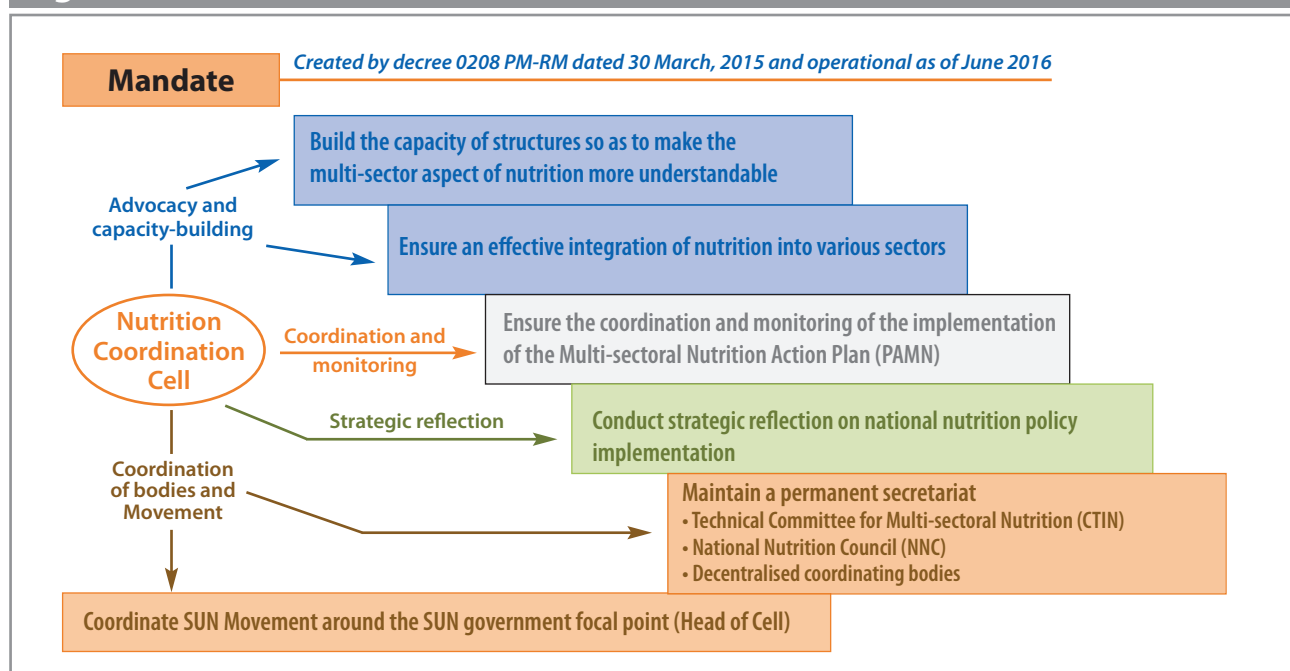 Mandate
Created by decree 0208 PM-RM dated 30 March, 2015 and operational as of June 2016
Build the capacity of structures so as to make the
multi-sector aspect of nutrition more understandable
Advocacy and
capacity-building
Ensure an effective integration of nutrition into various sectors
Nutrition
Coordination
Cell
Coordination and
monitoring
Ensure the coordination and monitoring of the implementation
of the Multi-sectoral Nutrition Action Plan (PAMN)
Strategic reflection
Conduct strategic reflection on national nutrition policy
implementation
Coordination
of bodies and
Movement
Maintain a permanent secretariat
• Technical Committee for Multi-sectoral Nutrition (CTIN)
• National Nutrition Council (NNC)
• Decentralised coordinating bodies
Coordinate SUN Movement around the SUN government focal point (Head of Cell)